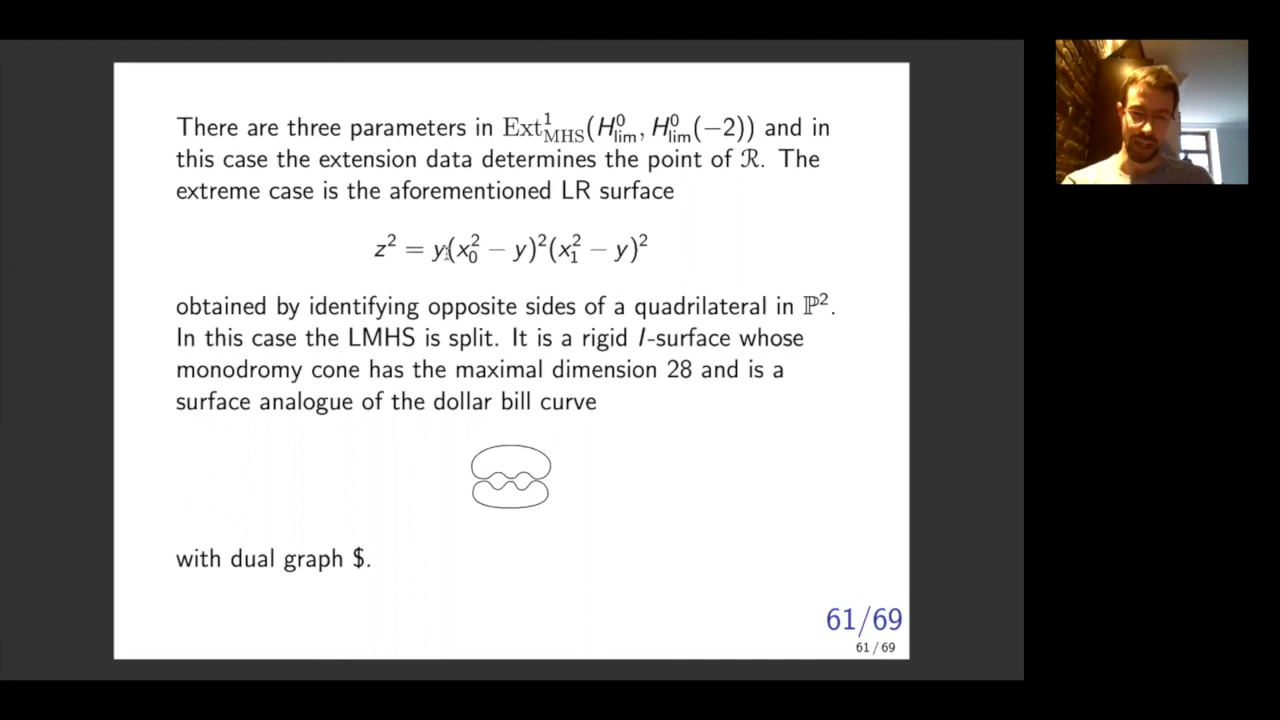 There are three parameters in Ext¹_MHS(H⁰_lim, H⁰_lim(−2)) and in
this case the extension data determines the point of ℛ. The
extreme case is the aforementioned LR surface
z² = y(x₀² − y)²(x₁² − y)²
obtained by identifying opposite sides of a quadrilateral in ℙ².
In this case the LMHS is split. It is a rigid I-surface whose
monodromy cone has the maximal dimension 28 and is a
surface analogue of the dollar bill curve
with dual graph $.
61/69
61 / 69